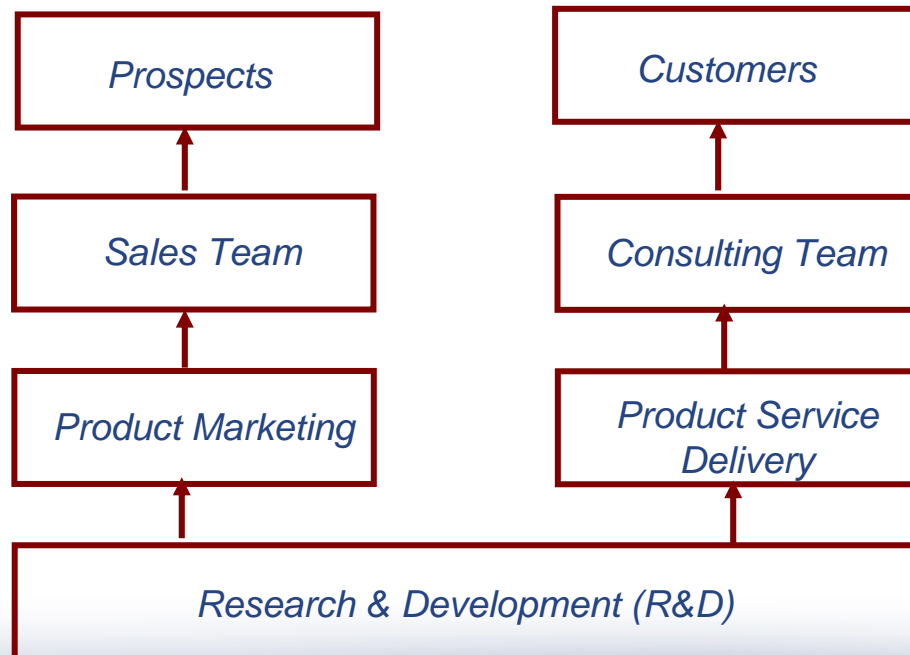 Prospects
Customers
Sales Team
Consulting Team
Product Marketing
Product Service
Delivery
Research & Development (R&D)